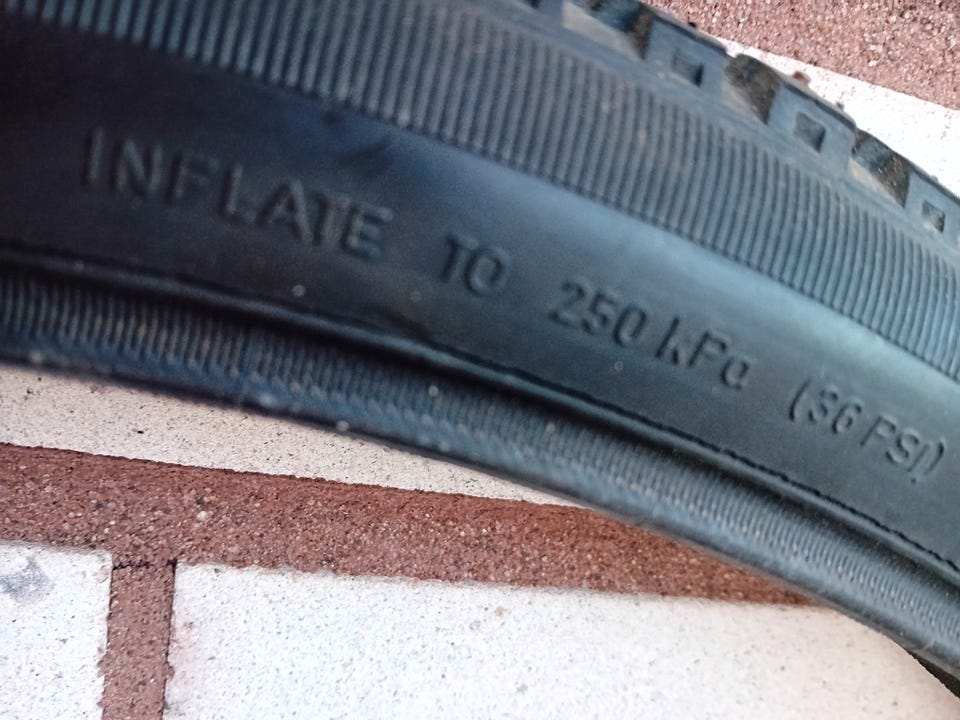 INFLATE TO 250 kPa (36 PSI)